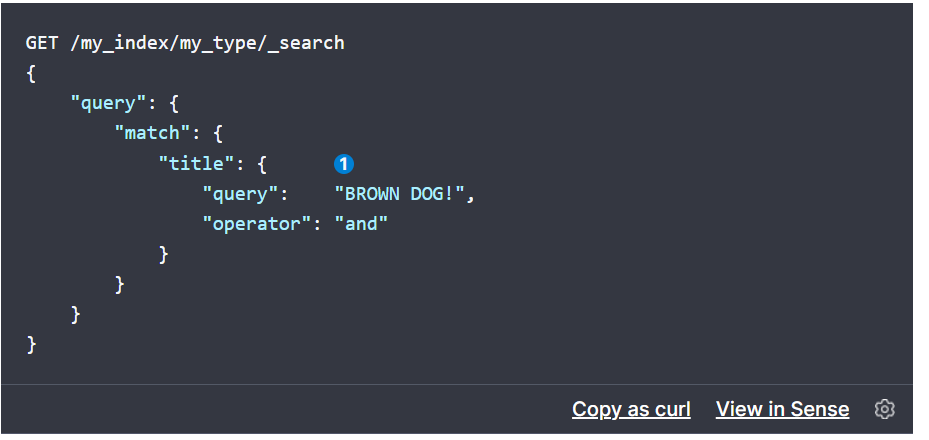 GET /my_index/my_type/_search
{
    "query": {
        "match": {
            "title": {      1
                "query":    "BROWN DOG!",
                "operator": "and"
            }
        }
    }
}
Copy as curl View in Sense